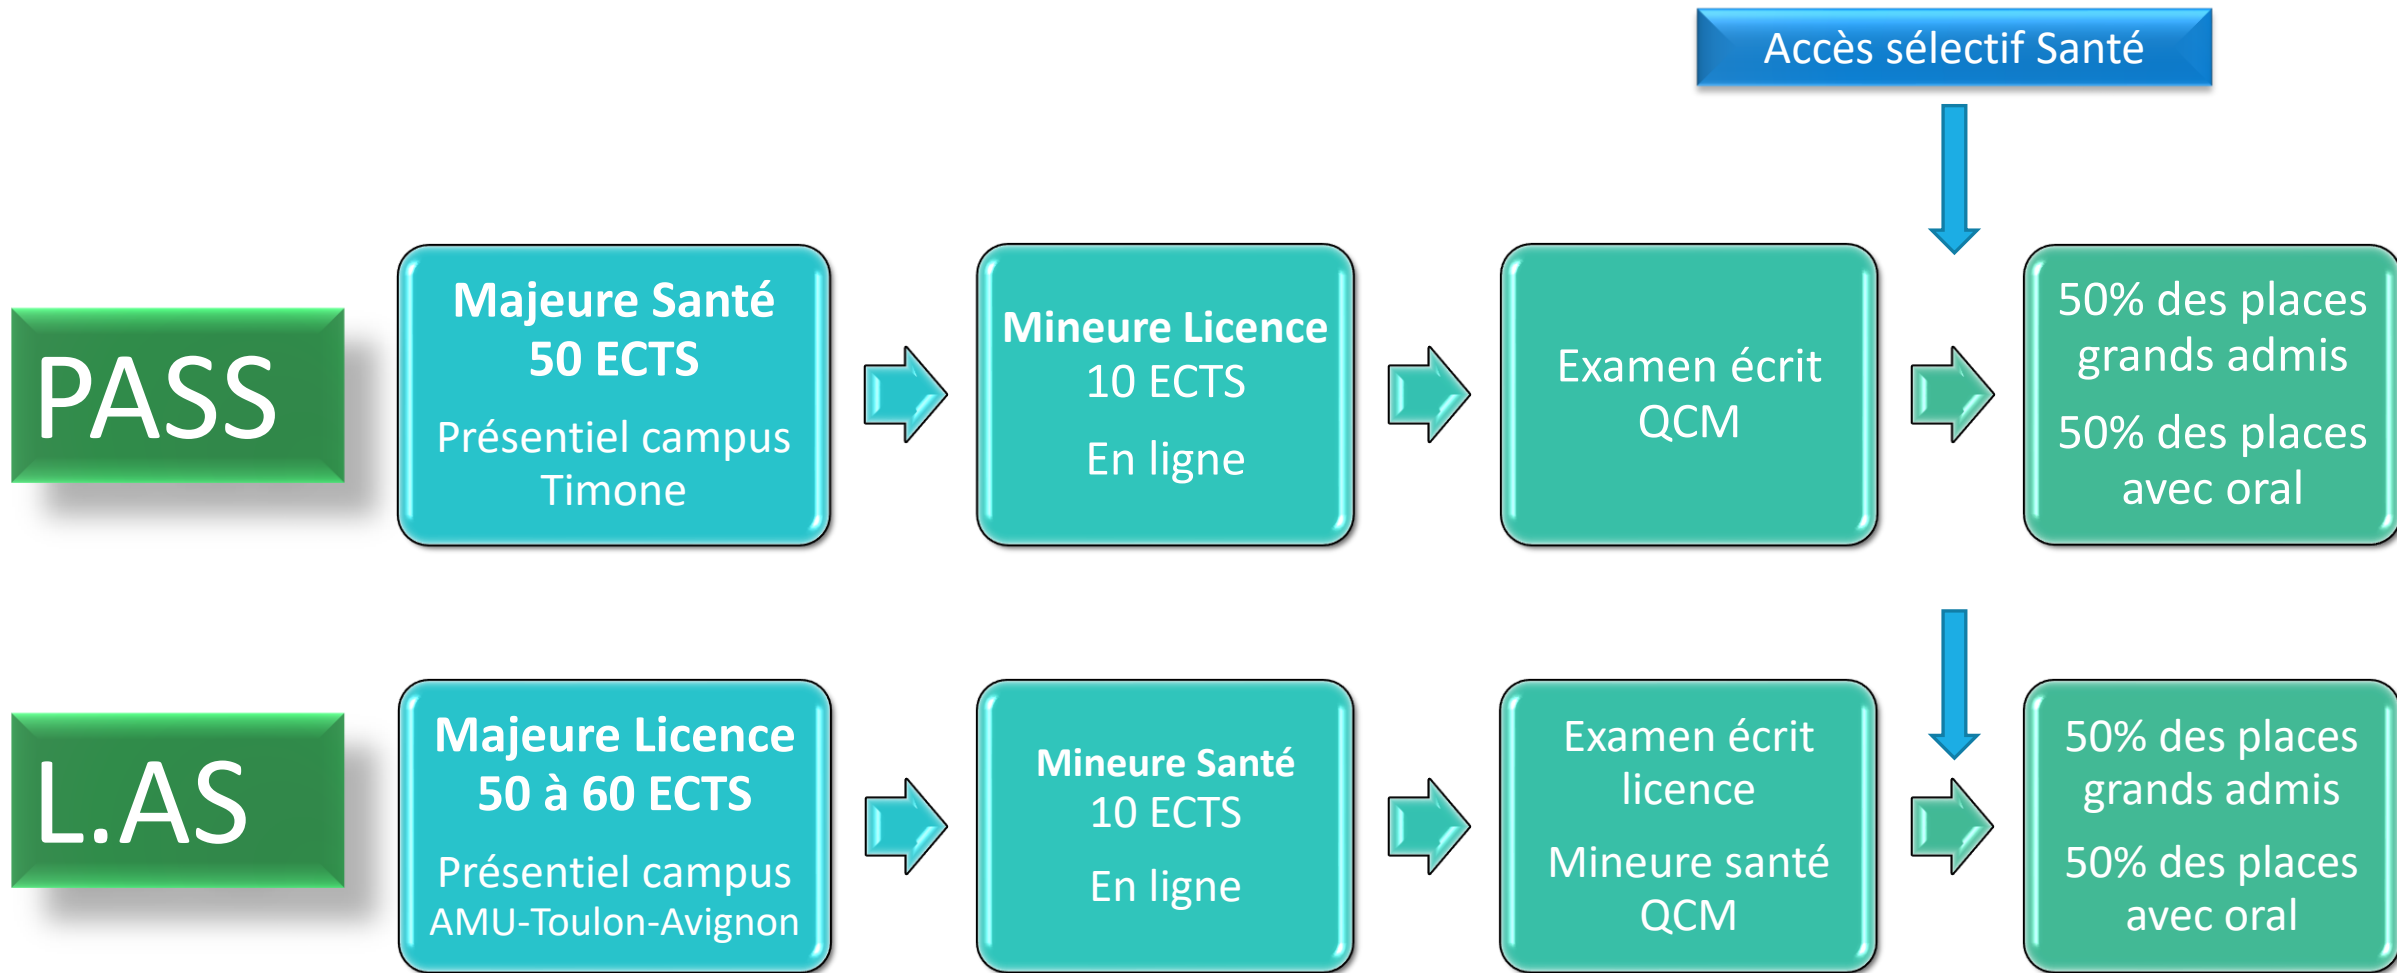 Accès sélectif Santé
PASS
Majeure Santé
50 ECTS
Présentiel campus
Timone
Mineure Licence
10 ECTS
En ligne
Examen écrit
QCM
50% des places
grands admis
50% des places
avec oral
L.AS
Majeure Licence
50 à 60 ECTS
Présentiel campus
AMU-Toulon-Avignon
Mineure Santé
10 ECTS
En ligne
Examen écrit
licence
Mineure santé
QCM
50% des places
grands admis
50% des places
avec oral